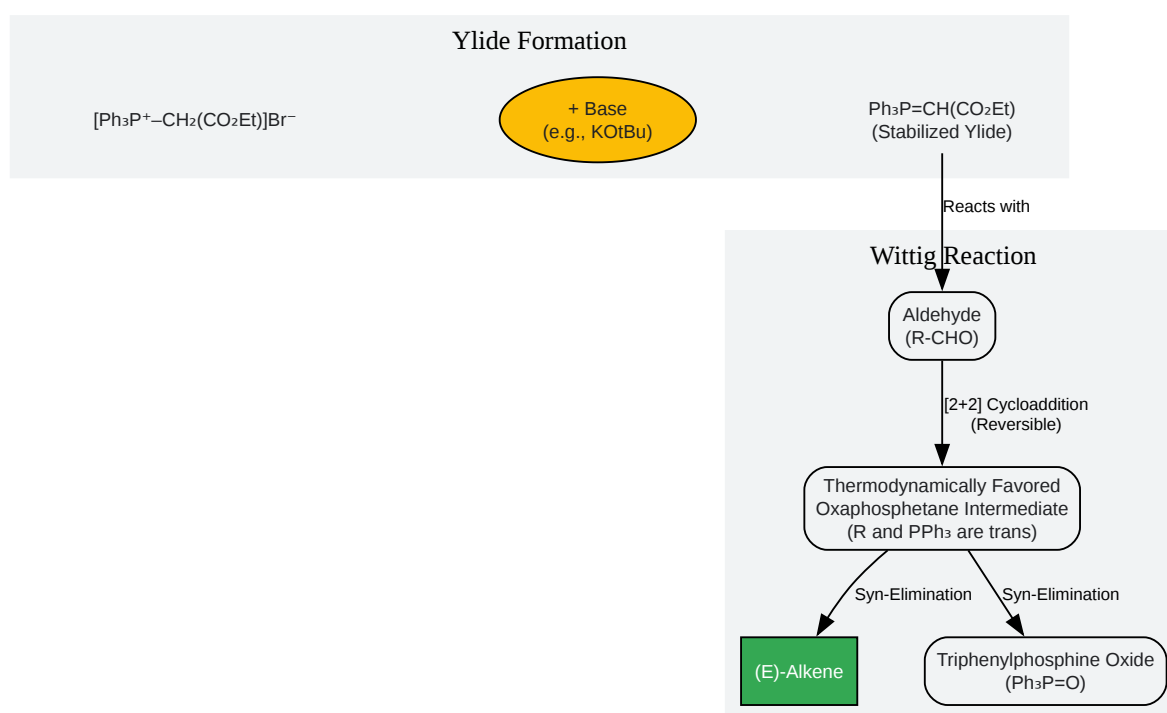 Ylide Formation
[Ph₃P⁺–CH₂(CO₂Et)]Br⁻
+ Base
(e.g., KOtBu)
Ph₃P=CH(CO₂Et)
(Stabilized Ylide)
Reacts with
Wittig Reaction
Aldehyde
(R-CHO)
[2+2] Cycloaddition
(Reversible)
Thermodynamically Favored
Oxaphosphetane Intermediate
(R and PPh₃ are trans)
Syn-Elimination
Syn-Elimination
(E)-Alkene
Triphenylphosphine Oxide
(Ph₃P=O)